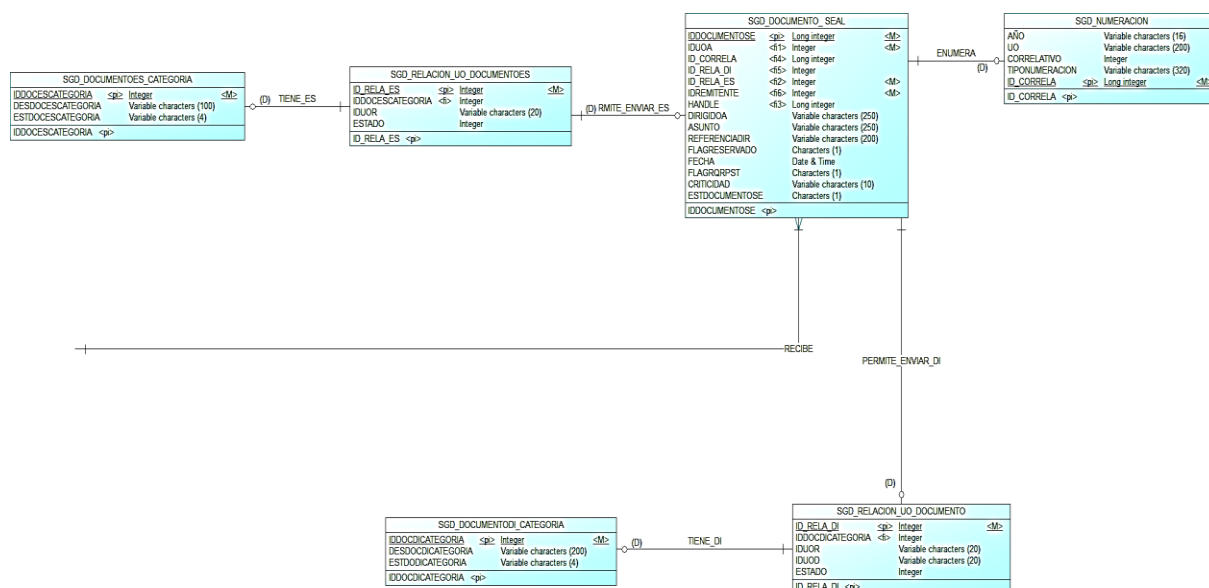 SGD_DOCUMENTO_ SEAL
IDDOCUMENTOSE <pi> Long integer <M>
IDUOA <fi1> Integer <M>
ID_CORRELA <fi4> Long integer
ID_RELA_DI <fi5> Integer
ID_RELA_ES <fi2> Integer <M>
IDREMITENTE <fi6> Integer <M>
HANDLE <fi3> Long integer
DIRIGIDOA Variable characters (250)
ASUNTO Variable characters (250)
REFERENCIADIR Variable characters (200)
FLAGRESERVADO Characters (1)
FECHA Date & Time
FLAGRQRPST Characters (1)
CRITICIDAD Variable characters (10)
ESTDOCUMENTOSE Characters (1)
IDDOCUMENTOSE <pi>
SGD_NUMERACION
AÑO Variable characters (16)
UO Variable characters (200)
CORRELATIVO Integer
TIPONUMERACION Variable characters (320)
ID_CORRELA <pi> Long integer <M>
ID_CORRELA <pi>
ENUMERA
(D)
SGD_DOCUMENTOES_CATEGORIA
IDDOCESCATEGORIA <pi> Integer <M>
DESDOCESCATEGORIA Variable characters (100)
ESTDOCESCATEGORIA Variable characters (4)
IDDOCESCATEGORIA <pi>
(D) TIENE_ES
SGD_RELACION_UO_DOCUMENTOES
ID_RELA_ES <pi> Integer <M>
IDDOCESCATEGORIA <fi> Integer
IDUOR Variable characters (20)
ESTADO Integer
ID_RELA_ES <pi>
(D) RMITE_ENVIAR_ES
RECIBE
PERMITE_ENVIAR_DI
(D)
SGD_DOCUMENTODI_CATEGORIA
IDDOCDICATEGORIA <pi> Integer <M>
DESDOCDICATEGORIA Variable characters (200)
ESTDODICATEGORIA Variable characters (4)
IDDOCDICATEGORIA <pi>
(D) TIENE_DI
SGD_RELACION_UO_DOCUMENTO
ID_RELA_DI <pi> Integer <M>
IDDOCDICATEGORIA <fi> Integer
IDUOR Variable characters (20)
IDUOD Variable characters (20)
ESTADO Integer
ID_RELA_DI <pi>